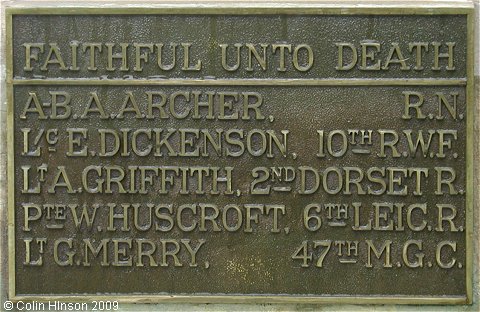 FAITHFUL UNTO DEATH
A-B.A.ARCHER, R.N.
L/C E.DICKENSON, 10TH R.W.F.
LT A.GRIFFITH, 2ND DORSET R.
PTE W.HUSCROFT, 6TH LEIC.R.
LT G.MERRY, 47TH M.G.C.
© Colin Hinson 2009